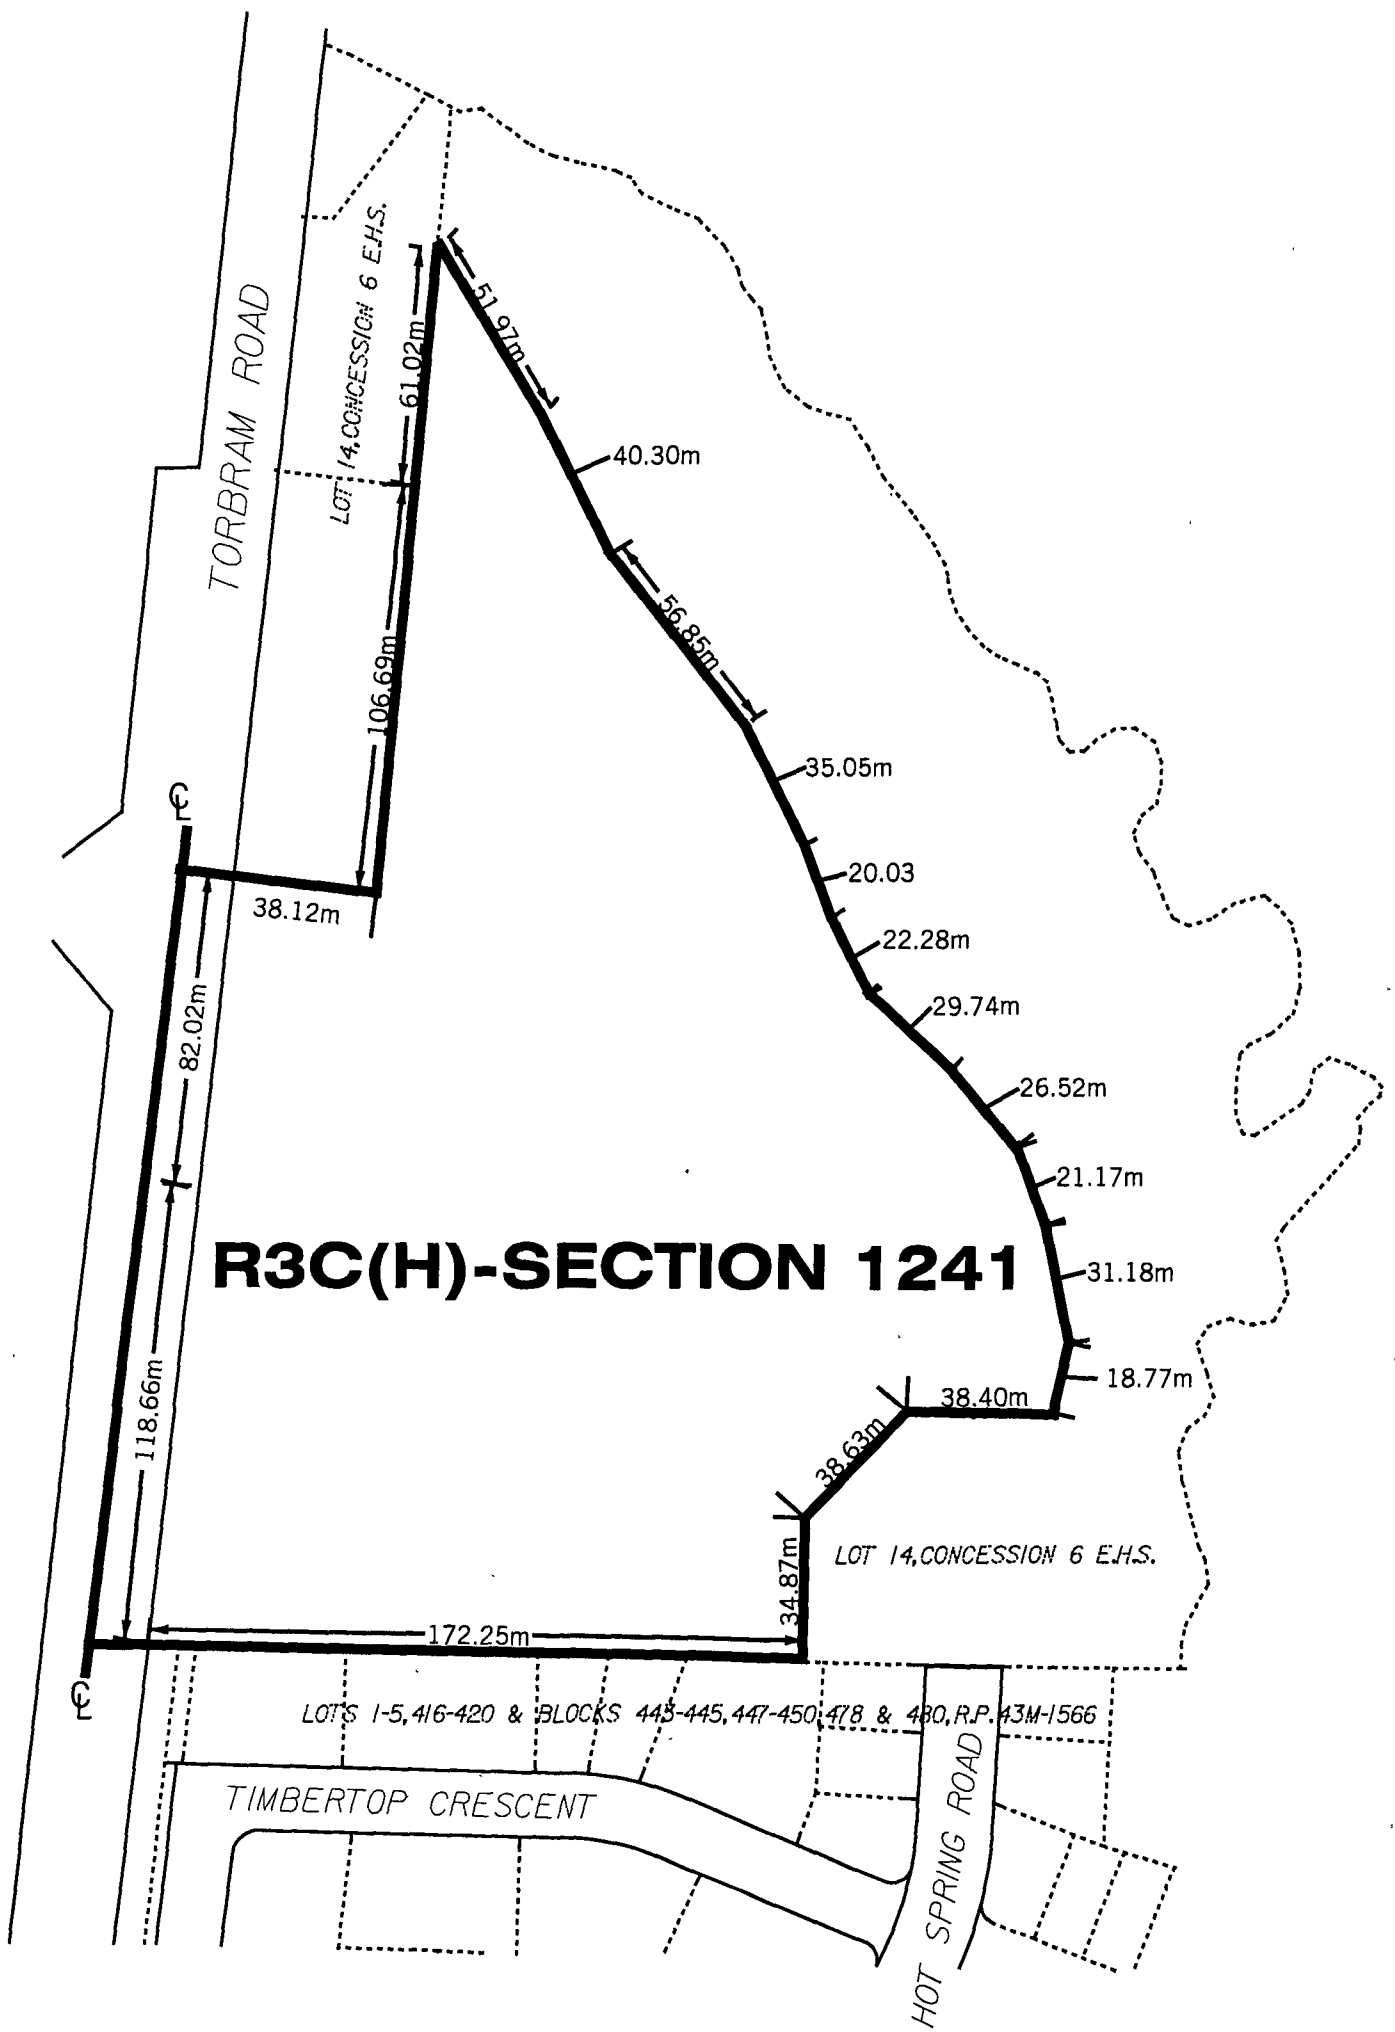 TORBRAM ROAD
LOT 14, CONCESSION 6 E.H.S.
61.02m
51.97m
40.30m
56.85m
106.69m
35.05m
℄
20.03
38.12m
22.28m
82.02m
29.74m
26.52m
21.17m
R3C(H)-SECTION 1241
31.18m
118.66m
18.77m
38.40m
38.63m
34.87m
LOT 14, CONCESSION 6 E.H.S.
172.25m
℄
LOTS 1-5, 416-420 & BLOCKS 443-445, 447-450, 478 & 480, R.P. 43M-1566
TIMBERTOP CRESCENT
HOT SPRING ROAD